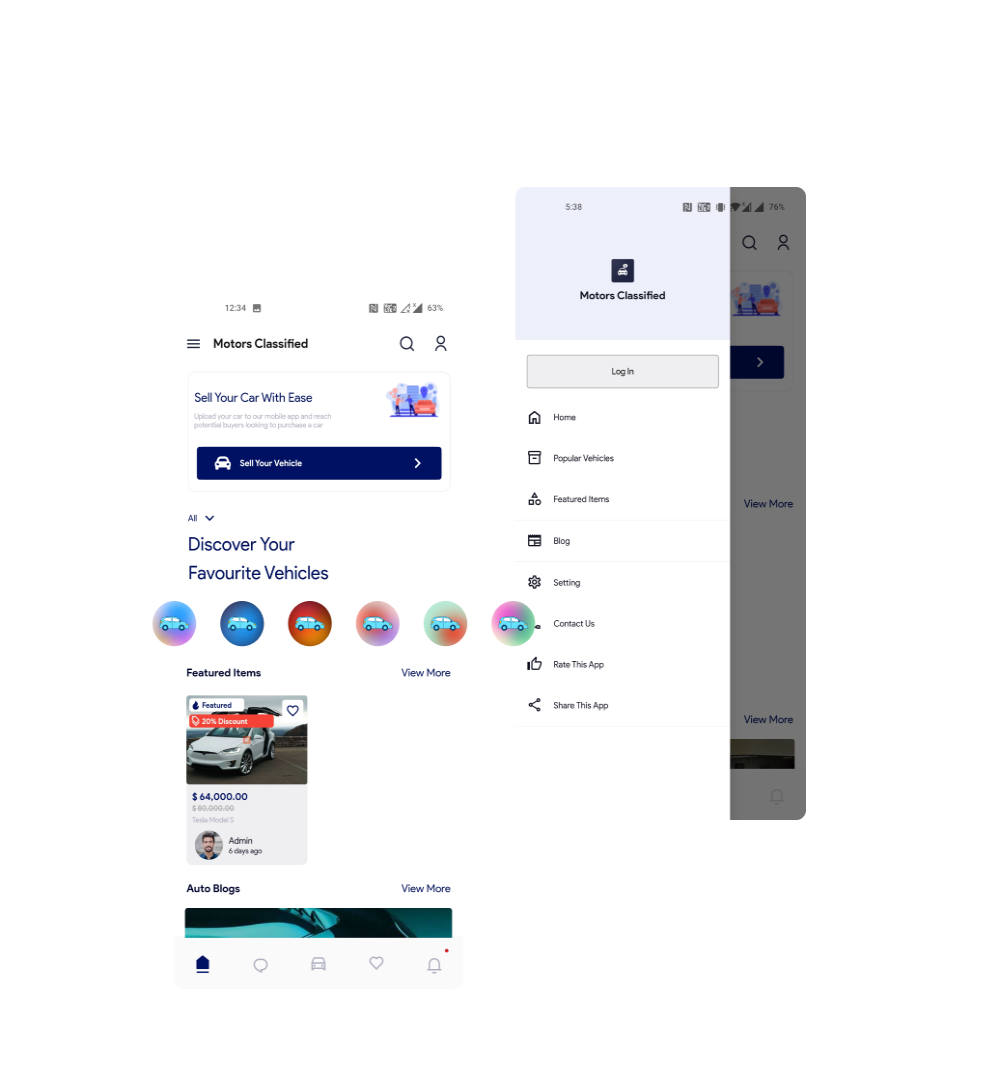 12:34
63%
Motors Classified
Sell Your Car With Ease
Upload your car to our mobile app and reach
potential buyers looking to purchase a car
Sell Your Vehicle
All
Discover Your
Favourite Vehicles
Featured Items
View More
Featured
20% Discount
$ 64,000.00
$ 80,000.00
Tesla Model S
Admin
6 days ago
Auto Blogs
View More
5:38
76%
Motors Classified
Log In
Home
Popular Vehicles
Featured Items
View More
Blog
Setting
Contact Us
Rate This App
Share This App
View More